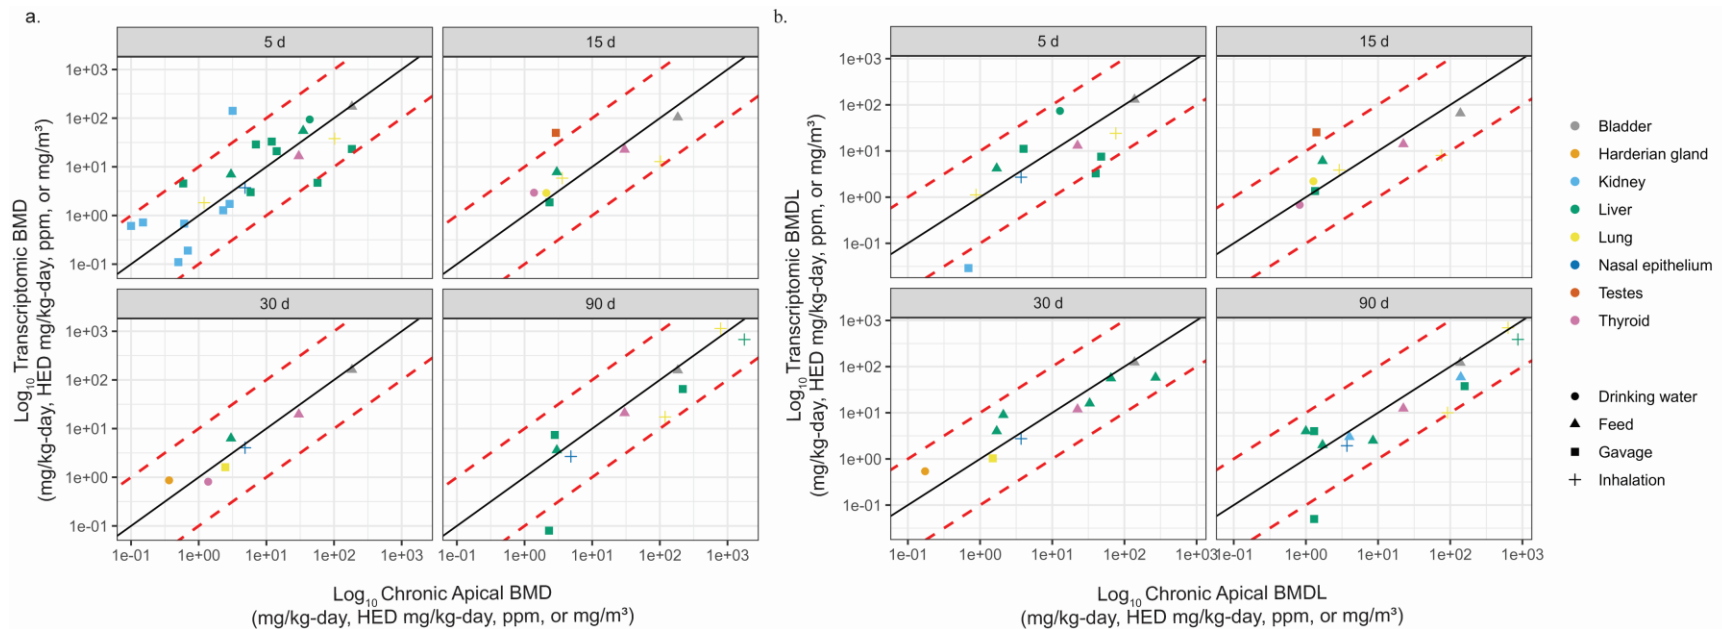 a.
5 d
15 d
1e+03
1e+02
1e+01
1e+00
1e-01
30 d
90 d
1e+03
1e+02
1e+01
1e+00
1e-01
1e-01 1e+00 1e+01 1e+02 1e+03
1e-01 1e+00 1e+01 1e+02 1e+03
Log10 Transcriptomic BMD
(mg/kg-day, HED mg/kg-day, ppm, or mg/m³)
Log10 Chronic Apical BMD
(mg/kg-day, HED mg/kg-day, ppm, or mg/m³)
b.
5 d
15 d
1e+03
1e+02
1e+01
1e+00
1e-01
30 d
90 d
1e+03
1e+02
1e+01
1e+00
1e-01
1e-01 1e+00 1e+01 1e+02 1e+03
1e-01 1e+00 1e+01 1e+02 1e+03
Log10 Transcriptomic BMDL
(mg/kg-day, HED mg/kg-day, ppm, or mg/m³)
Log10 Chronic Apical BMDL
(mg/kg-day, HED mg/kg-day, ppm, or mg/m³)
Bladder
Harderian gland
Kidney
Liver
Lung
Nasal epithelium
Testes
Thyroid
Drinking water
Feed
Gavage
Inhalation